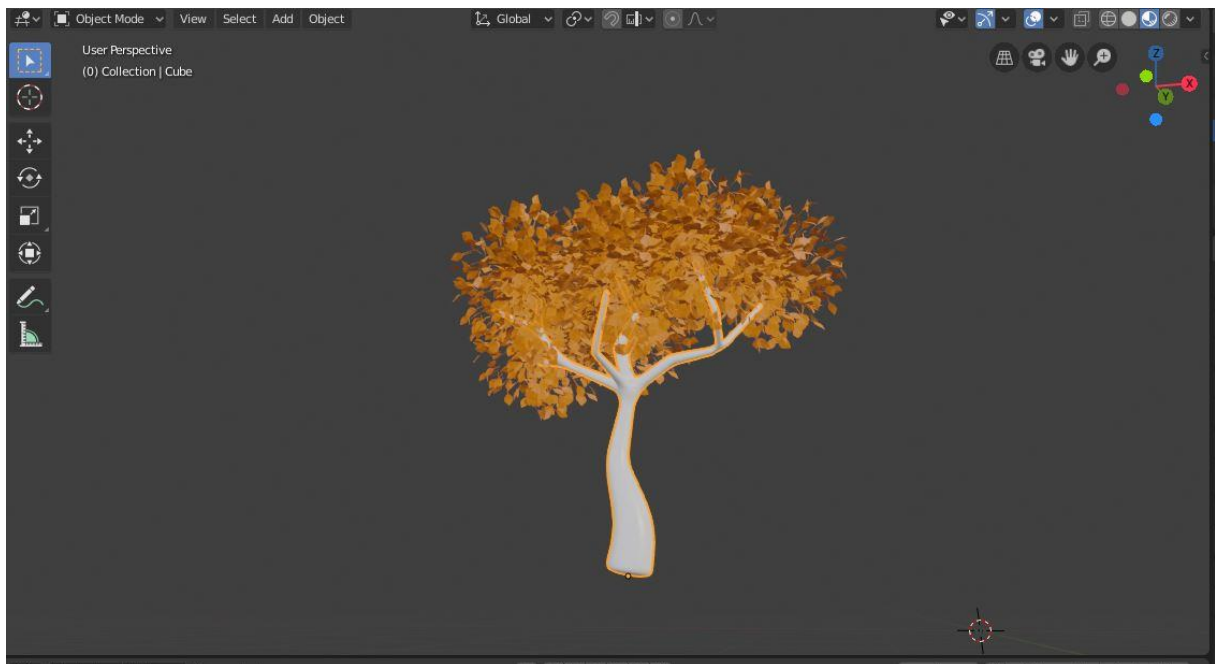 Object Mode View Select Add Object Global
User Perspective
(0) Collection | Cube
Z
X
Y